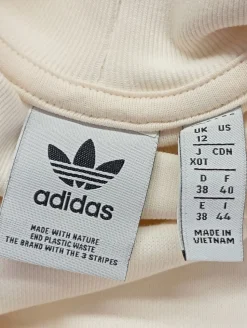 adidas
MADE WITH NATURE
END PLASTIC WASTE
THE BRAND WITH THE 3 STRIPES
UK US
12
J CDN
XOT
D F
38 40
E I
38 44
MADE IN
VIETNAM